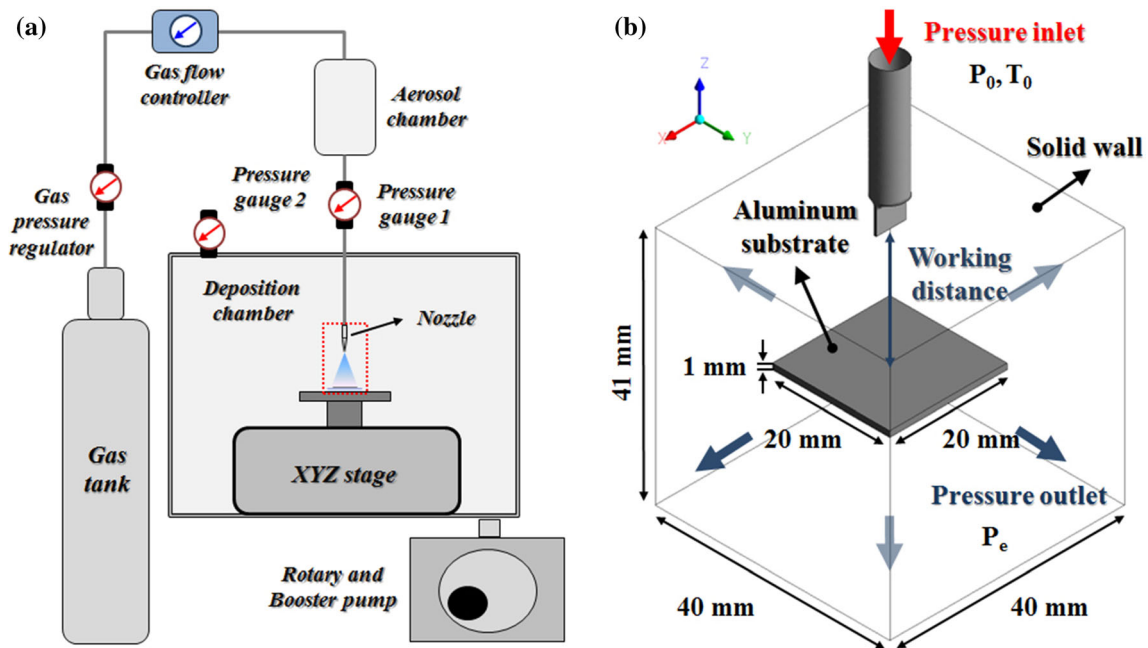 (a)
Gas flow
controller
Aerosol
chamber
Gas
pressure
regulator
Pressure
gauge 2
Pressure
gauge 1
Deposition
chamber
Nozzle
Gas
tank
XYZ stage
Rotary and
Booster pump
(b)
Pressure inlet
P₀, T₀
Z
X
Y
Solid wall
Aluminum
substrate
Working
distance
41 mm
1 mm
20 mm
20 mm
Pressure outlet
Pₑ
40 mm
40 mm